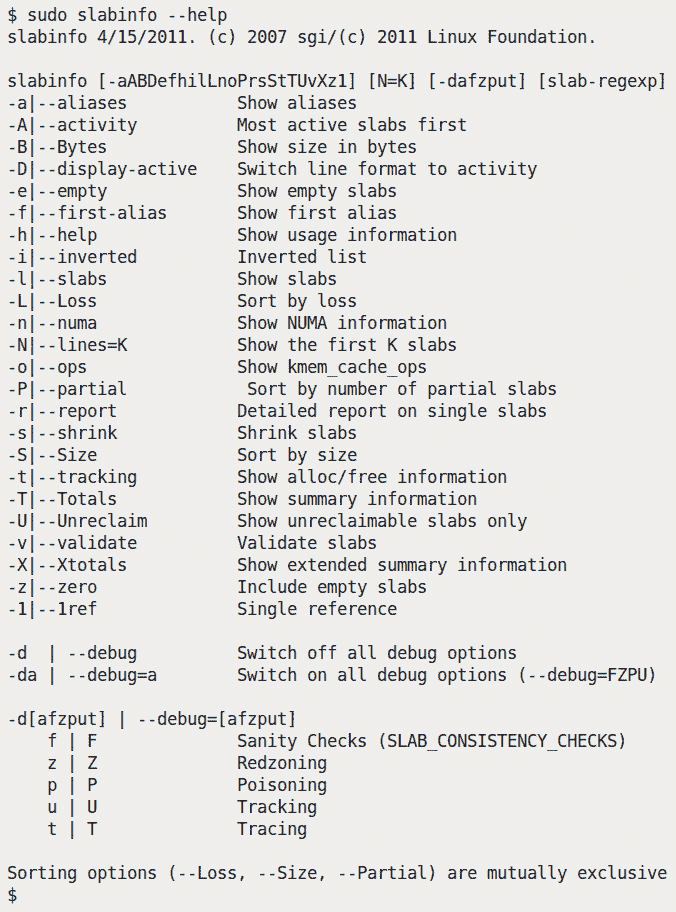 $ sudo slabinfo --help
slabinfo 4/15/2011. (c) 2007 sgi/(c) 2011 Linux Foundation.

slabinfo [-aABDefhilLnoPrsStTUvXz1] [N=K] [-dafzput] [slab-regexp]
-a|--aliases           Show aliases
-A|--activity          Most active slabs first
-B|--Bytes             Show size in bytes
-D|--display-active    Switch line format to activity
-e|--empty             Show empty slabs
-f|--first-alias       Show first alias
-h|--help              Show usage information
-i|--inverted          Inverted list
-l|--slabs             Show slabs
-L|--Loss              Sort by loss
-n|--numa              Show NUMA information
-N|--lines=K           Show the first K slabs
-o|--ops               Show kmem_cache_ops
-P|--partial            Sort by number of partial slabs
-r|--report            Detailed report on single slabs
-s|--shrink            Shrink slabs
-S|--Size              Sort by size
-t|--tracking          Show alloc/free information
-T|--Totals            Show summary information
-U|--Unreclaim         Show unreclaimable slabs only
-v|--validate          Validate slabs
-X|--Xtotals           Show extended summary information
-z|--zero              Include empty slabs
-1|--1ref              Single reference

-d  | --debug          Switch off all debug options
-da | --debug=a        Switch on all debug options (--debug=FZPU)

-d[afzput] | --debug=[afzput]
    f | F              Sanity Checks (SLAB_CONSISTENCY_CHECKS)
    z | Z              Redzoning
    p | P              Poisoning
    u | U              Tracking
    t | T              Tracing

Sorting options (--Loss, --Size, --Partial) are mutually exclusive
$